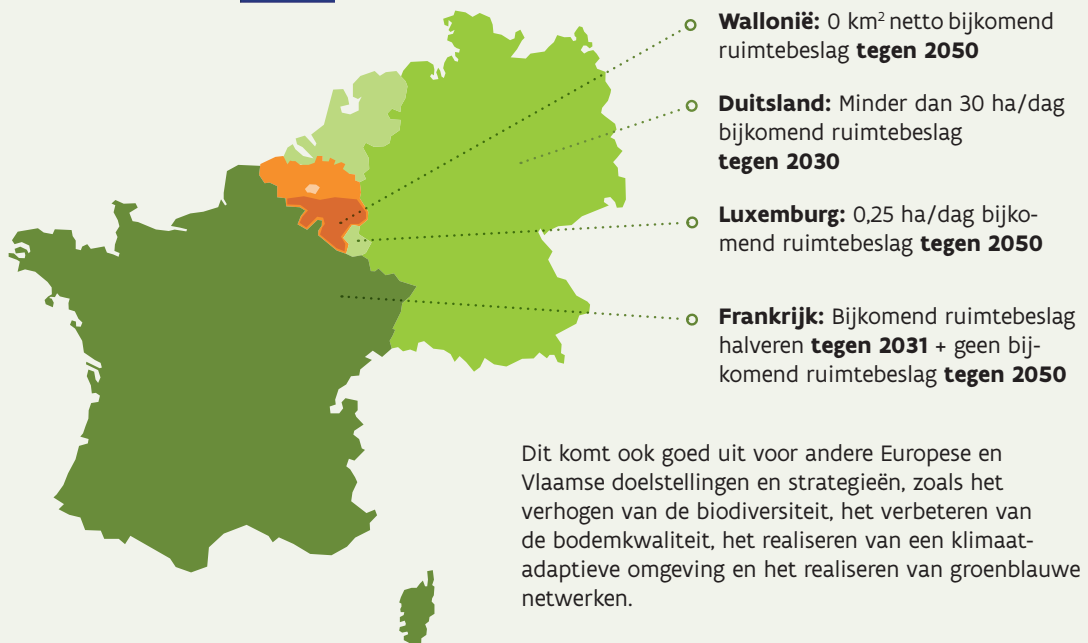 Wallonië: 0 km² netto bijkomend
ruimtebeslag tegen 2050
Duitsland: Minder dan 30 ha/dag
bijkomend ruimtebeslag
tegen 2030
Luxemburg: 0,25 ha/dag bijko-
mend ruimtebeslag tegen 2050
Frankrijk: Bijkomend ruimtebeslag
halveren tegen 2031 + geen bij-
komend ruimtebeslag tegen 2050
Dit komt ook goed uit voor andere Europese en
Vlaamse doelstellingen en strategieën, zoals het
verhogen van de biodiversiteit, het verbeteren van
de bodemkwaliteit, het realiseren van een klimaat-
adaptieve omgeving en het realiseren van groenblauwe
netwerken.